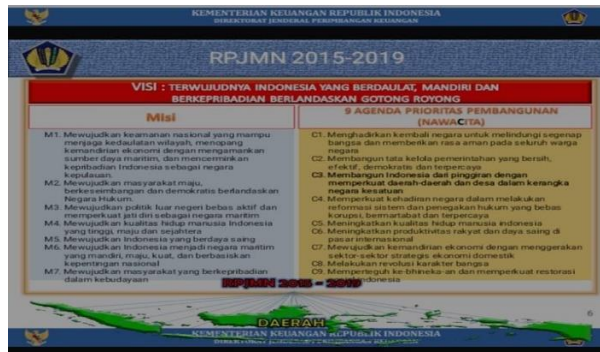 KEMENTERIAN KEUANGAN REPUBLIK INDONESIA
DIREKTORAT JENDERAL PERIMBANGAN KEUANGAN
RPJMN 2015-2019
VISI : TERWUJUDNYA INDONESIA YANG BERDAULAT, MANDIRI DAN
BERKEPRIBADIAN BERLANDASKAN GOTONG ROYONG
Misi
M1. Mewujudkan keamanan nasional yang mampu
menjaga kedaulatan wilayah, menopang
kemandirian ekonomi dengan mengamankan
sumber daya maritim, dan mencerminkan
kepribadian Indonesia sebagai negara
kepulauan.
M2. Mewujudkan masyarakat maju,
berkeseimbangan dan demokratis berlandaskan
Negara Hukum.
M3. Mewujudkan politik luar negeri bebas aktif dan
memperkuat jati diri sebagai negara maritim
M4. Mewujudkan kualitas hidup manusia Indonesia
yang tinggi, maju dan sejahtera
M5. Mewujudkan Indonesia yang berdaya saing
M6. Mewujudkan Indonesia menjadi negara maritim
yang mandiri, maju, kuat, dan berbasiskan
kepentingan nasional
M7. Mewujudkan masyarakat yang berkepribadian
dalam kebudayaan
9 AGENDA PRIORITAS PEMBANGUNAN
(NAWACITA)
C1. Menghadirkan kembali negara untuk melindungi segenap
bangsa dan memberikan rasa aman pada seluruh warga
negara
C2. Membangun tata kelola pemerintahan yang bersih,
efektif, demokratis dan terpercaya
C3. Membangun Indonesia dari pinggiran dengan
memperkuat daerah-daerah dan desa dalam kerangka
negara kesatuan
C4. Memperkuat kehadiran negara dalam melakukan
reformasi sistem dan penegakan hukum yang bebas
korupsi, bermartabat dan terpercaya
C5. Meningkatkan kualitas hidup manusia indonesia
C6. Meningkatkan produktivitas rakyat dan daya saing di
pasar internasional
C7. Mewujudkan kemandirian ekonomi dengan menggerakan
sektor-sektor strategis ekonomi domestik
C8. Melakukan revolusi karakter bangsa
C9. Memperteguh ke-bhineka-an dan memperkuat restorasi
Indonesia
RPJMN 2015 - 2019
DAERAH
6
KEMENTERIAN KEUANGAN REPUBLIK INDONESIA